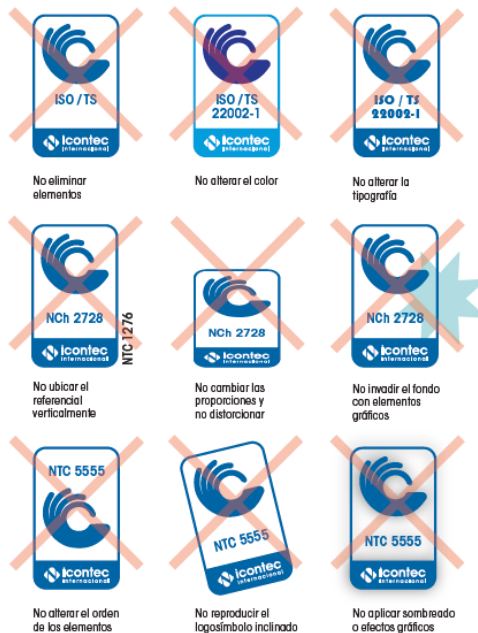 ISO / TS
icontec
internacional
No eliminar
elementos
ISO / TS
22002-1
icontec
internacional
No alterar el color
ISO / TS
22002-1
icontec
internacional
No alterar la
tipografía
NCh 2728
icontec
internacional
NTC 1276
No ubicar el
referencial
verticalmente
NCh 2728
icontec
internacional
No cambiar las
proporciones y
no distorcionar
NCh 2728
icontec
internacional
No invadir el fondo
con elementos
gráficos
NTC 5555
icontec
internacional
No alterar el orden
de los elementos
NTC 5555
icontec
internacional
No reproducir el
logosímbolo inclinado
NTC 5555
icontec
internacional
No aplicar sombreado
o efectos gráficos